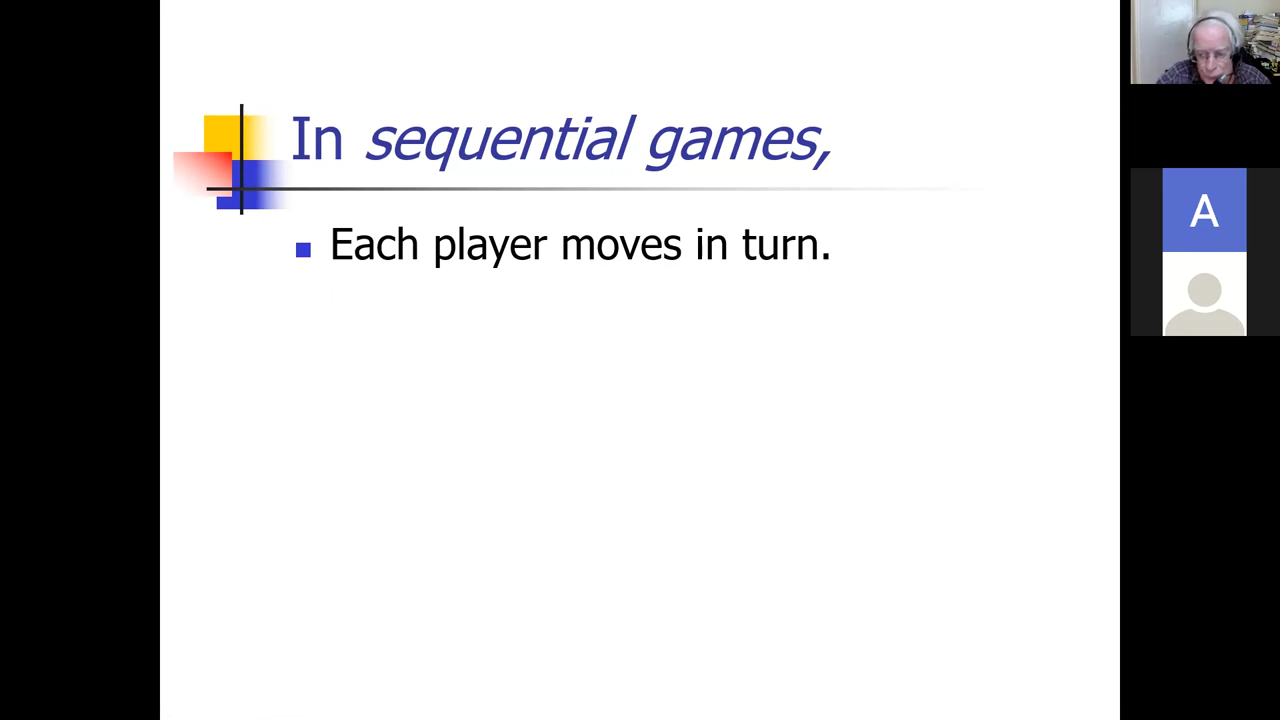 In sequential games,
Each player moves in turn.
A